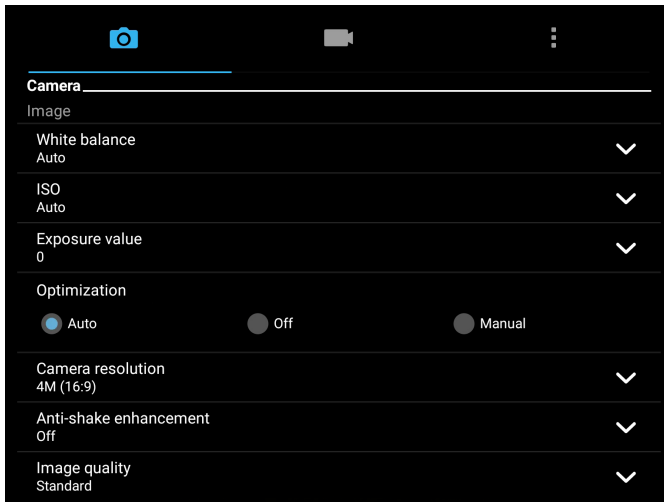 Camera
Image
White balance
Auto
ISO
Auto
Exposure value
0
Optimization
Auto Off Manual
Camera resolution
4M (16:9)
Anti-shake enhancement
Off
Image quality
Standard